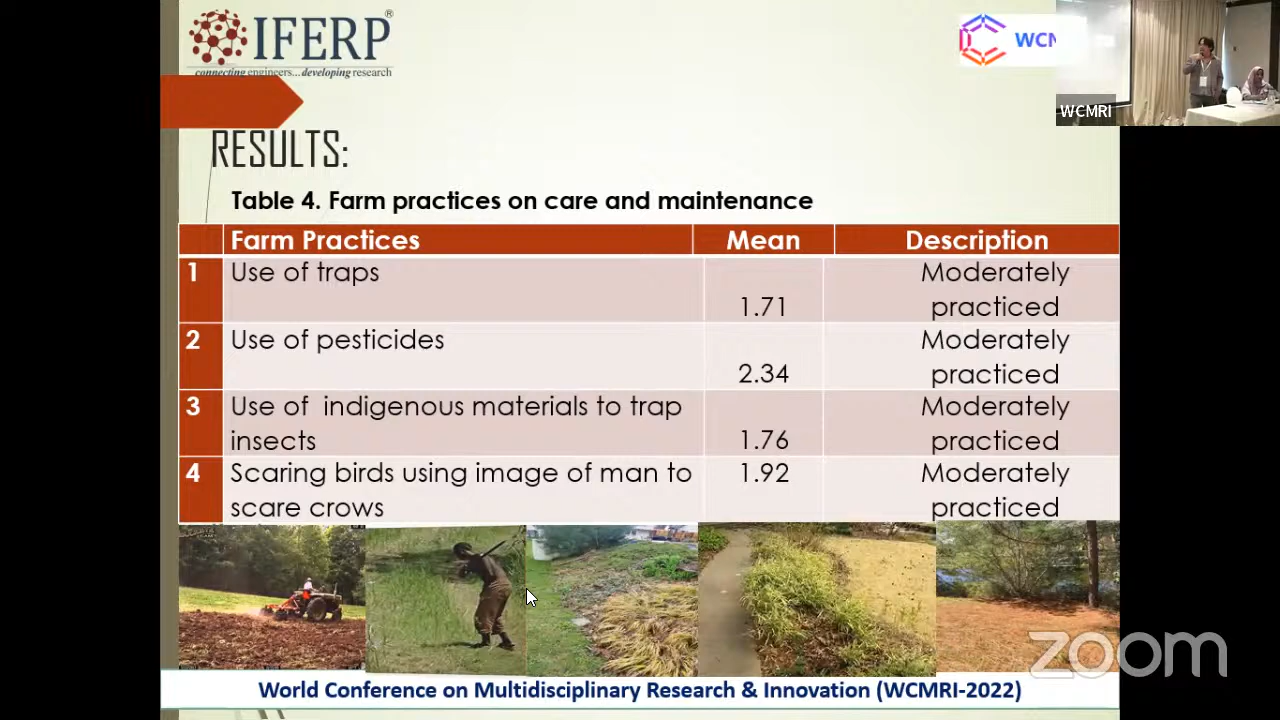 IFERP®
connecting engineers...developing research
WCM
WCMRI
RESULTS:
Table 4. Farm practices on care and maintenance
Farm Practices Mean Description
1 Use of traps 1.71 Moderately practiced
2 Use of pesticides 2.34 Moderately practiced
3 Use of indigenous materials to trap insects 1.76 Moderately practiced
4 Scaring birds using image of man to scare crows 1.92 Moderately practiced
zoom
World Conference on Multidisciplinary Research & Innovation (WCMRI-2022)